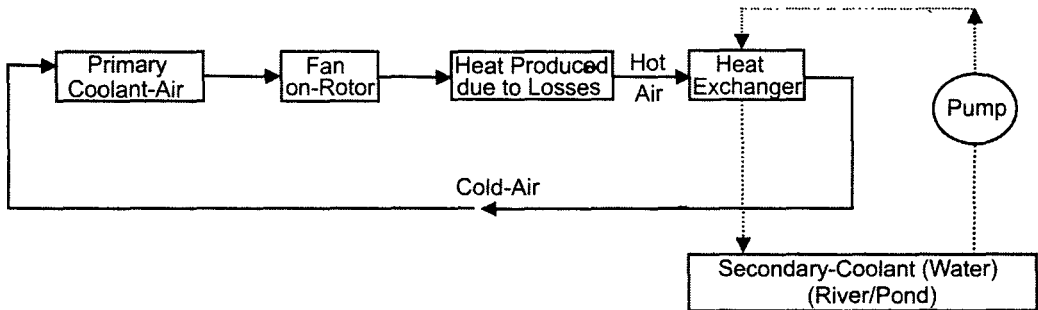 Primary
Coolant-Air
Fan
on-Rotor
Heat Produced
due to Losses
Hot
Air
Heat
Exchanger
Pump
Cold-Air
Secondary-Coolant (Water)
(River/Pond)